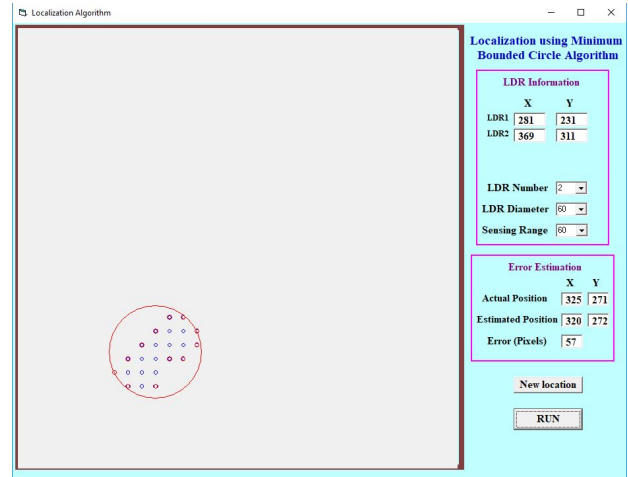 Localization Algorithm
Localization using Minimum
Bounded Circle Algorithm
LDR Information
X Y
LDR1 281 231
LDR2 369 311
LDR Number 2
LDR Diameter 60
Sensing Range 60
Error Estimation
X Y
Actual Position 325 271
Estimated Position 320 272
Error (Pixels) 57
New location
RUN